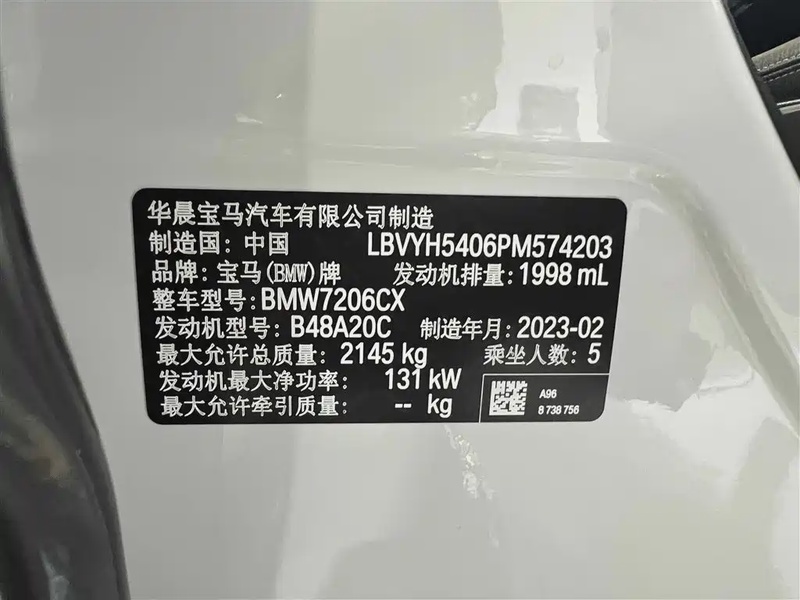 华晨宝马汽车有限公司制造
制造国: 中国 LBVYH5406PM574203
品牌: 宝马(BMW)牌 发动机排量: 1998 mL
整车型号: BMW7206CX
发动机型号: B48A20C 制造年月: 2023-02
最大允许总质量: 2145 kg 乘坐人数: 5
发动机最大净功率: 131 kW
最大允许牵引质量: -- kg
A96
8 738 756